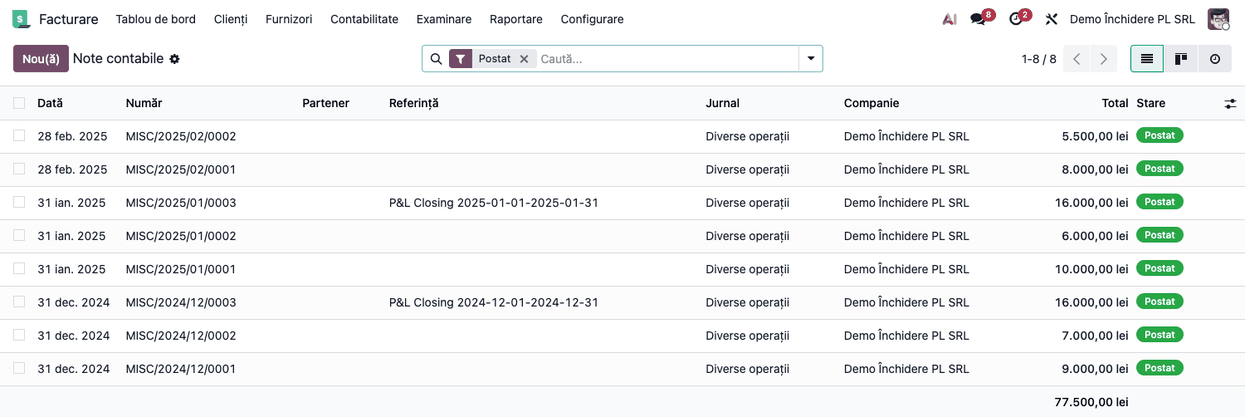 Facturare Tablou de bord Clienți Furnizori Contabilitate Examinare Raportare Configurare AI 8 2 Demo Închidere PL SRL
Nou(ă) Note contabile Postat Caută... 1-8 / 8
Dată Număr Partener Referință Jurnal Companie Total Stare
28 feb. 2025 MISC/2025/02/0002 Diverse operații Demo Închidere PL SRL 5.500,00 lei Postat
28 feb. 2025 MISC/2025/02/0001 Diverse operații Demo Închidere PL SRL 8.000,00 lei Postat
31 ian. 2025 MISC/2025/01/0003 P&L Closing 2025-01-01-2025-01-31 Diverse operații Demo Închidere PL SRL 16.000,00 lei Postat
31 ian. 2025 MISC/2025/01/0002 Diverse operații Demo Închidere PL SRL 6.000,00 lei Postat
31 ian. 2025 MISC/2025/01/0001 Diverse operații Demo Închidere PL SRL 10.000,00 lei Postat
31 dec. 2024 MISC/2024/12/0003 P&L Closing 2024-12-01-2024-12-31 Diverse operații Demo Închidere PL SRL 16.000,00 lei Postat
31 dec. 2024 MISC/2024/12/0002 Diverse operații Demo Închidere PL SRL 7.000,00 lei Postat
31 dec. 2024 MISC/2024/12/0001 Diverse operații Demo Închidere PL SRL 9.000,00 lei Postat
77.500,00 lei